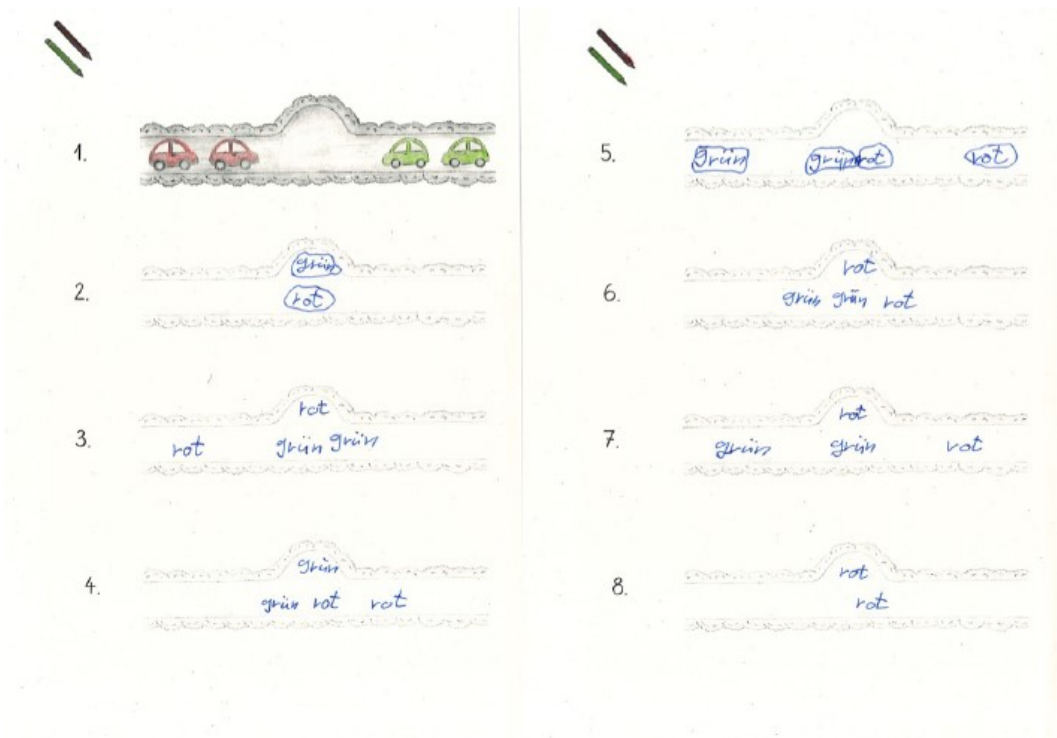 1.
grün
2.
rot
rot
3.
rot grün grün
grün
4.
grün rot rot
5.
grün grün rot rot
rot
6.
grün grün rot
rot
7.
grün grün rot
rot
8.
rot